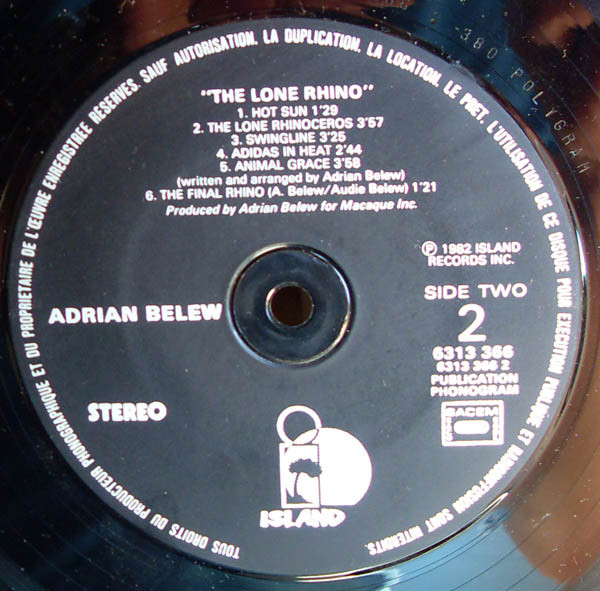 TOUS DROITS DU PRODUCTEUR PHONOGRAPHIQUE ET DU PROPRIETAIRE DE L'ŒUVRE ENREGISTREE RESERVES. SAUF AUTORISATION, LA DUPLICATION, LA LOCATION, LE PRET, L'UTILISATION DE CE DISQUE POUR EXECUTION PUBLIQUE ET RADIODIFFUSION SONT INTERDITS.
380 POLYGRAM
"THE LONE RHINO"
1. HOT SUN 1'29
2. THE LONE RHINOCEROS 3'57
3. SWINGLINE 3'25
4. ADIDAS IN HEAT 2'44
5. ANIMAL GRACE 3'58
(written and arranged by Adrian Belew)
6. THE FINAL RHINO (A. Belew/Audie Belew) 1'21
Produced by Adrian Belew for Macaque Inc.
℗ 1982 ISLAND
RECORDS INC.
ADRIAN BELEW
SIDE TWO
2
6313 366
6313 366 2
PUBLICATION
PHONOGRAM
STEREO
SACEM
ISLAND